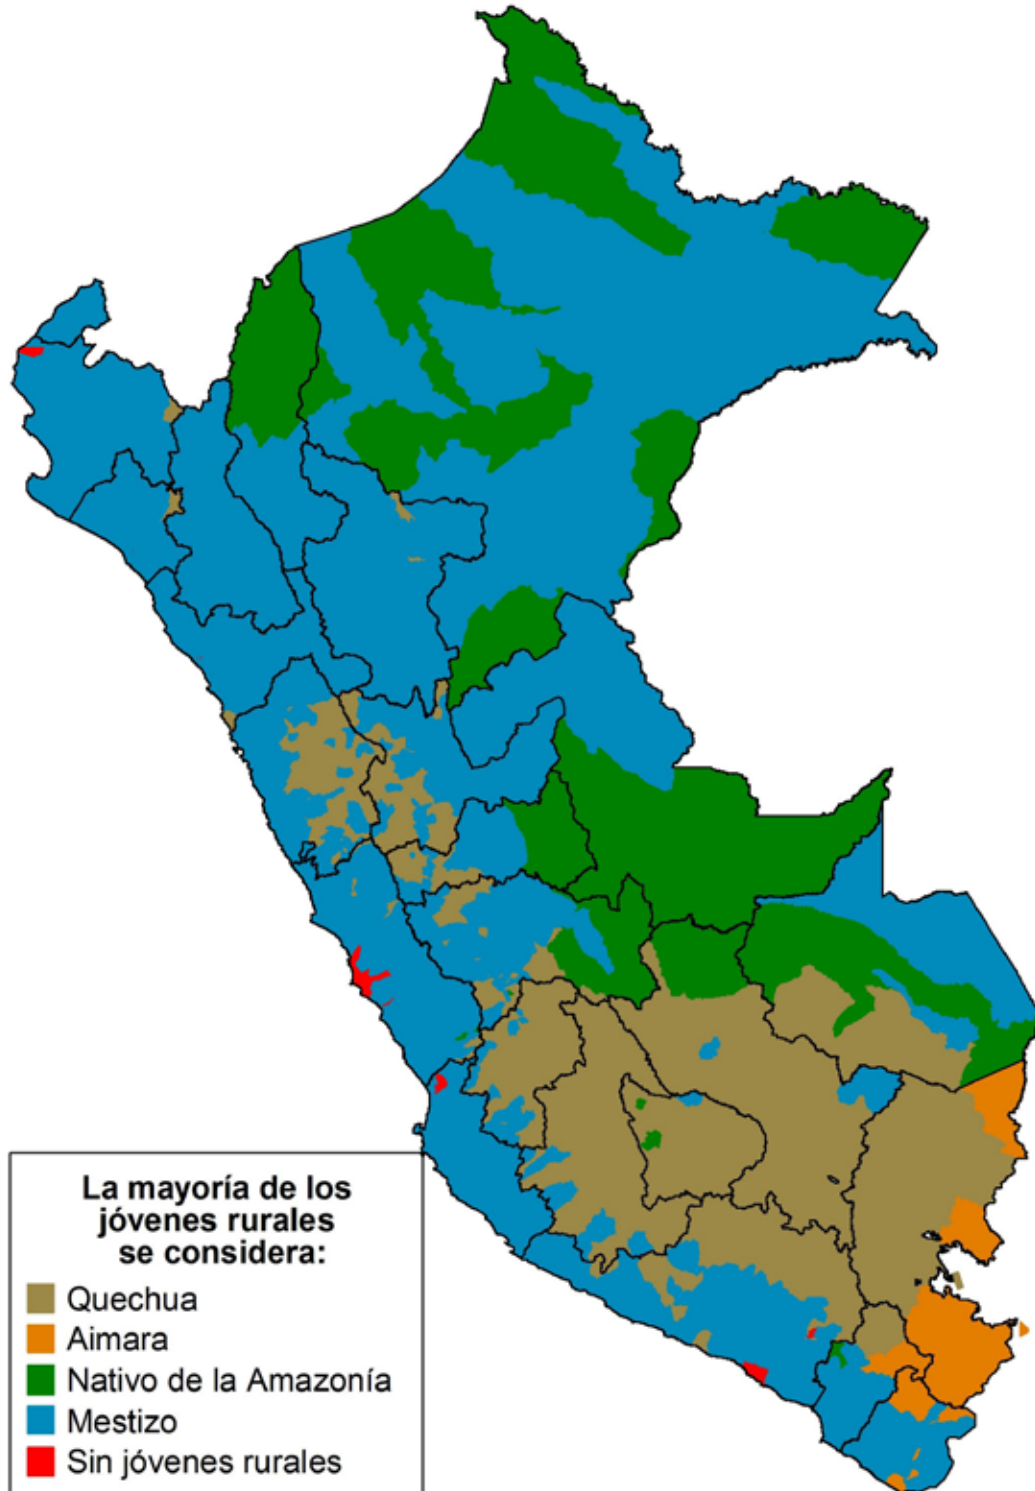 La mayoría de los
jóvenes rurales
se considera:
Quechua
Aimara
Nativo de la Amazonía
Mestizo
Sin jóvenes rurales